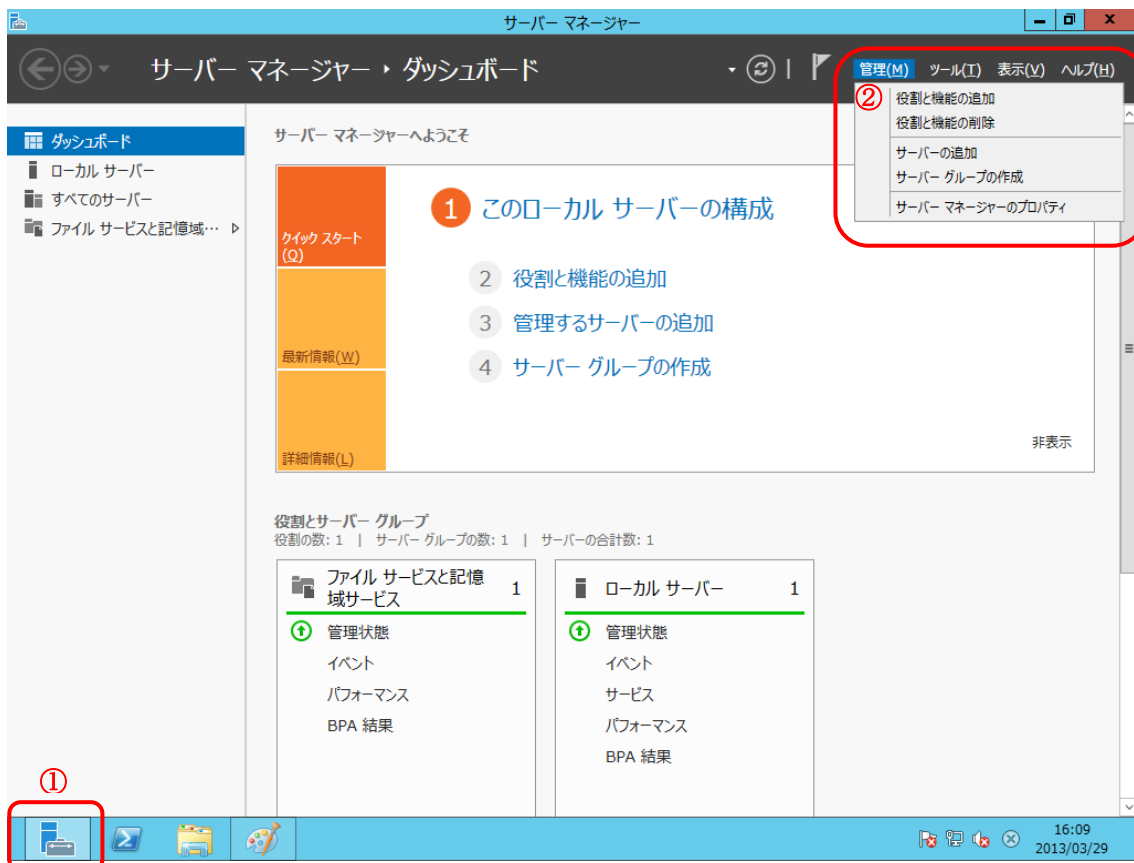 サーバー マネージャー
サーバー マネージャー ・ ダッシュボード
管理(M) ツール(T) 表示(V) ヘルプ(H)
②
役割と機能の追加
役割と機能の削除
サーバーの追加
サーバー グループの作成
サーバー マネージャーのプロパティ
ダッシュボード
ローカル サーバー
すべてのサーバー
ファイル サービスと記憶域…
サーバー マネージャーへようこそ
クイック スタート
(Q)
最新情報(W)
詳細情報(L)
1 このローカル サーバーの構成
2 役割と機能の追加
3 管理するサーバーの追加
4 サーバー グループの作成
非表示
役割とサーバー グループ
役割の数: 1 | サーバー グループの数: 1 | サーバーの合計数: 1
ファイル サービスと記憶
域サービス
1
管理状態
イベント
パフォーマンス
BPA 結果
ローカル サーバー 1
管理状態
イベント
サービス
パフォーマンス
BPA 結果
①
16:09
2013/03/29